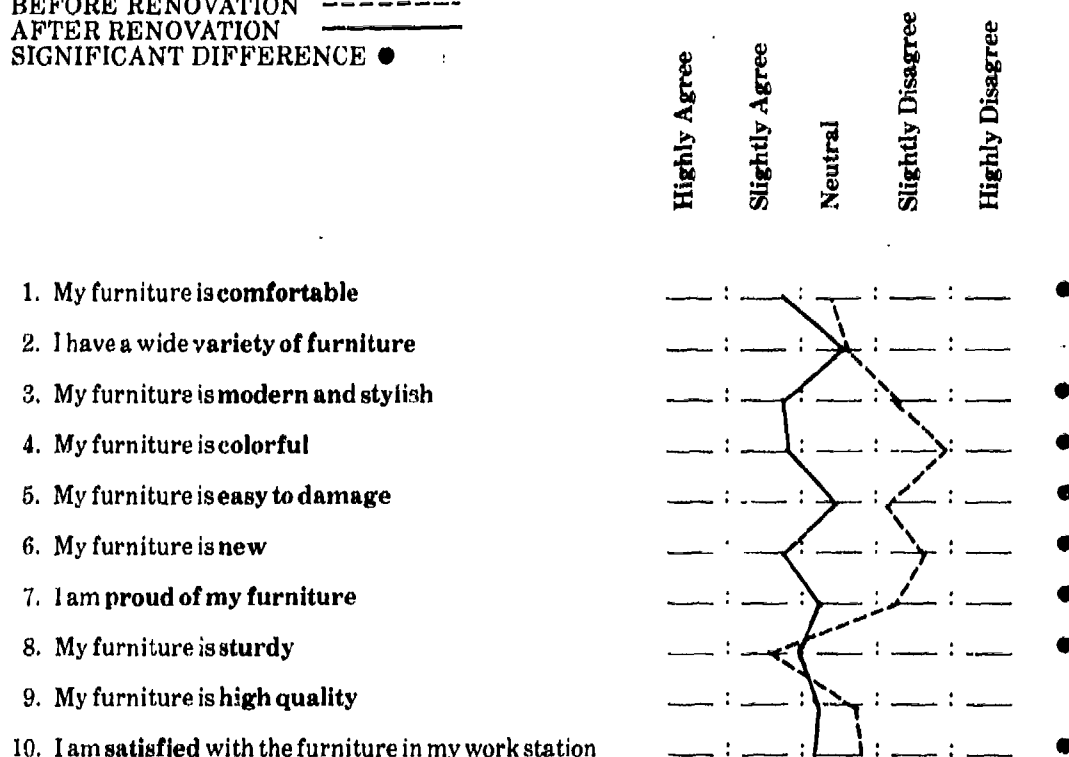 BEFORE RENOVATION
AFTER RENOVATION
SIGNIFICANT DIFFERENCE ●
Highly Agree
Slightly Agree
Neutral
Slightly Disagree
Highly Disagree
1. My furniture is comfortable
2. I have a wide variety of furniture
3. My furniture is modern and stylish
4. My furniture is colorful
5. My furniture is easy to damage
6. My furniture is new
7. I am proud of my furniture
8. My furniture is sturdy
9. My furniture is high quality
10. I am satisfied with the furniture in my work station